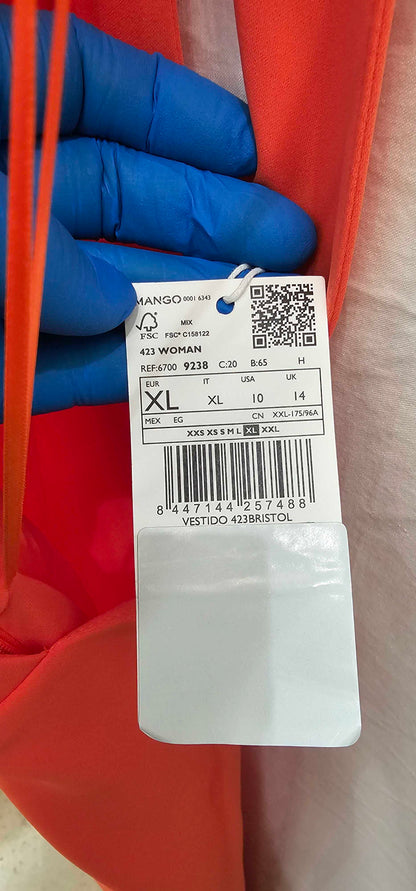 MANGO 0001 6343
MIX
FSC
FSC® C158122
423 WOMAN
REF:6700 9238 C:20 B:65 H
EUR IT USA UK
XL XL 10 14
MEX EG CN XXL-175/96A
XXS XS S M L XL XXL
8 447144 257488
VESTIDO 423BRISTOL